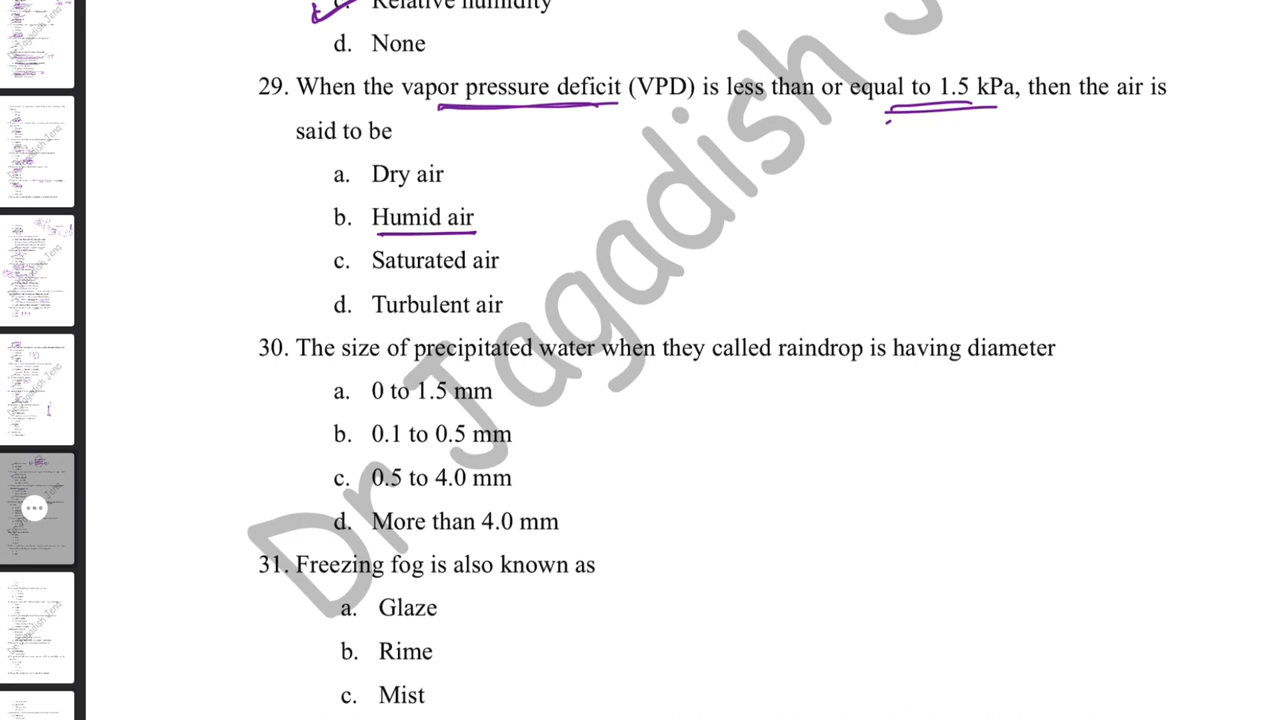 Relative humidity
d. None
29. When the vapor pressure deficit (VPD) is less than or equal to 1.5 kPa, then the air is
said to be
a. Dry air
b. Humid air
c. Saturated air
d. Turbulent air
30. The size of precipitated water when they called raindrop is having diameter
a. 0 to 1.5 mm
b. 0.1 to 0.5 mm
c. 0.5 to 4.0 mm
d. More than 4.0 mm
31. Freezing fog is also known as
a. Glaze
b. Rime
c. Mist
Dr Jagadish J